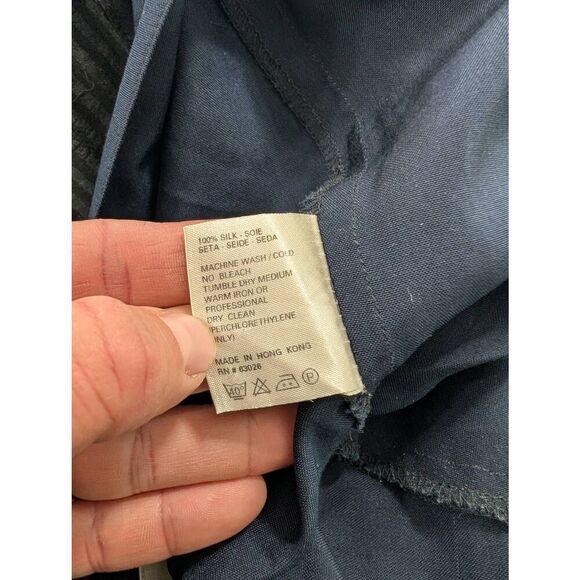 100% SILK - SOIE
SETA - SEIDE - SEDA
MACHINE WASH / COLD
NO BLEACH
TUMBLE DRY MEDIUM
WARM IRON OR
PROFESSIONAL
DRY CLEAN
(PERCHLORETHYLENE
ONLY)
MADE IN HONG KONG
RN # 63026
40° P